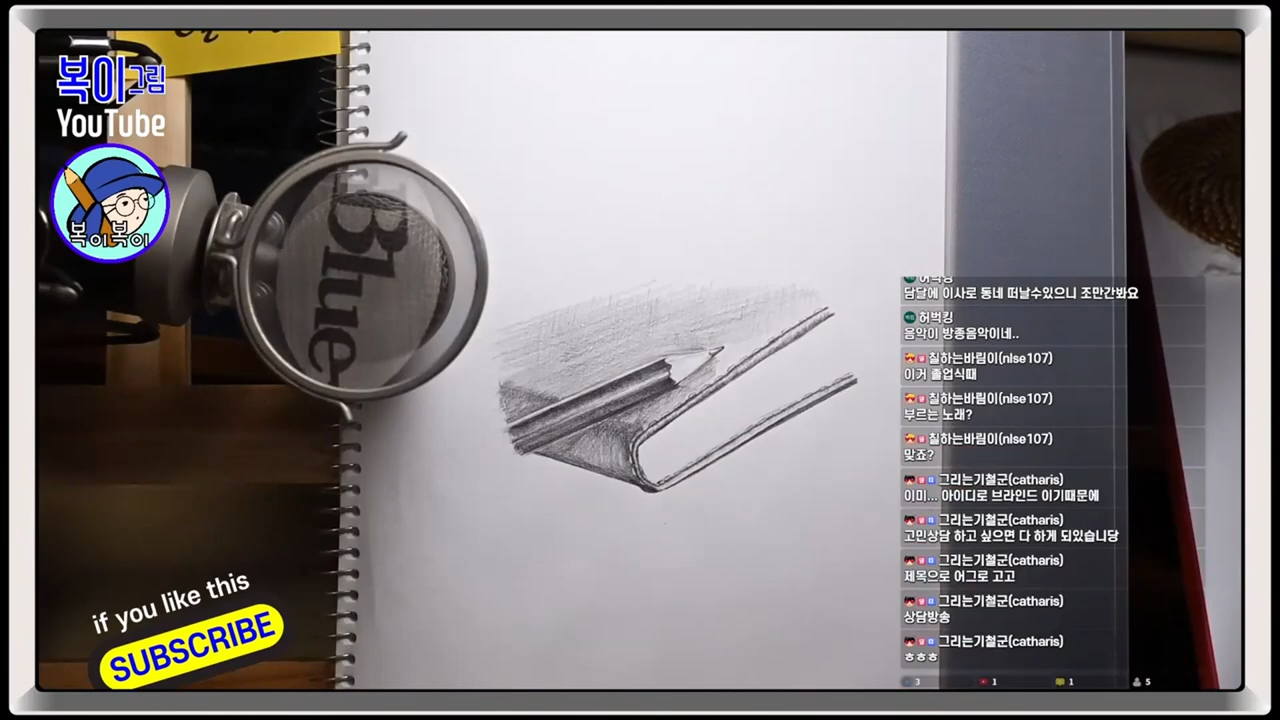 복이그림
YouTube
복이복이
Blue
if you like this
SUBSCRIBE
허벅킹
담달에 이사로 동네 떠날수있으니 조만간봐요
허벅킹
음악이 방종음악이네..
칠하는바림이(nlse107)
이거 졸업식때
칠하는바림이(nlse107)
부르는 노래?
칠하는바림이(nlse107)
맞죠?
그리는기철군(catharis)
이미... 아이디로 브라인드 이기때문에
그리는기철군(catharis)
고민상담 하고 싶으면 다 하게 되있습니당
그리는기철군(catharis)
제목으로 어그로 고고
그리는기철군(catharis)
상담방송
그리는기철군(catharis)
ㅎㅎㅎ
3 1 1 5